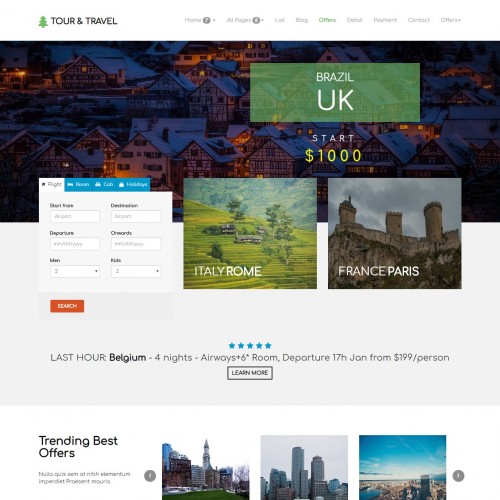 TOUR & TRAVEL
Home 7 All Pages 8 List Blog Offers Detail Payment Contact Offers+
BRAZIL
UK
START
$1000
Flight Room Cab Holidays
Start from Destination
Airport Airport
Departure Onwards
mm/dd/yyyy mm/dd/yyyy
Men Kids
2 2
SEARCH
ITALY ROME
FRANCE PARIS
LAST HOUR: Belgium - 4 nights - Airways+6* Room, Departure 17h Jan from $199/person
LEARN MORE
Trending Best
Offers
Nulla quis sem at nibh elementum
imperdiet Praesent mauris.